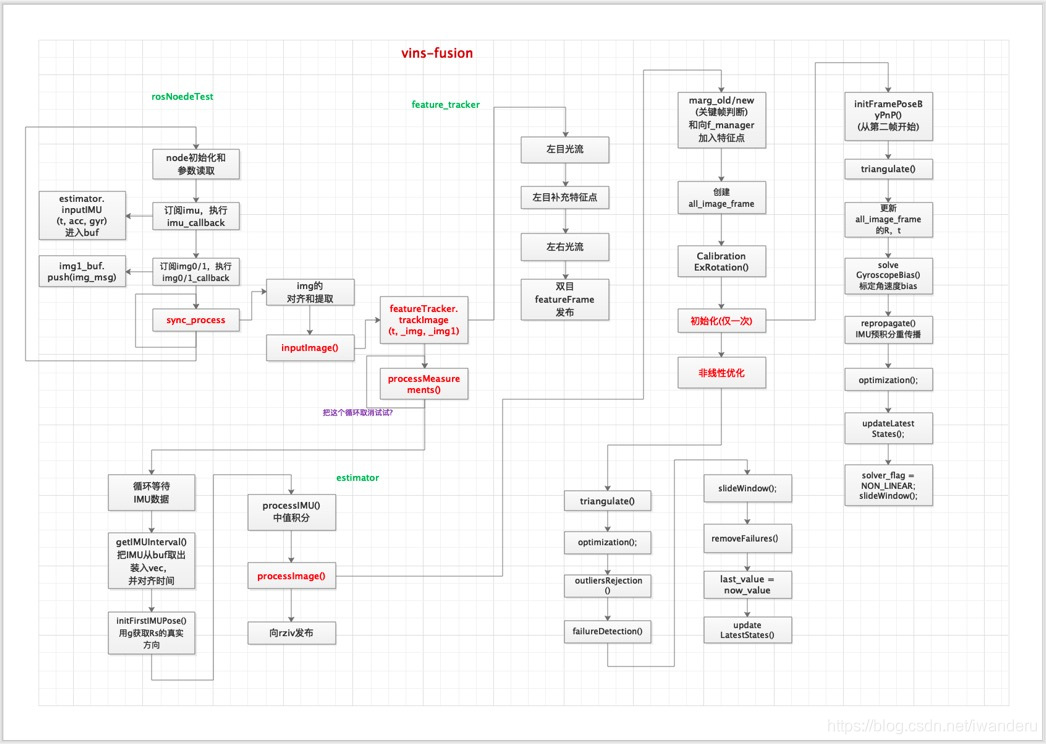 vins-fusion
rosNoedeTest
node初始化和
参数读取
estimator.
inputIMU
(t, acc, gyr)
进入buf
订阅imu，执行
imu_callback
img1_buf.
push(img_msg)
订阅img0/1，执行
img0/1_callback
sync_process
img的
对齐和提取
inputImage()
feature_tracker
featureTracker.
trackImage
(t, _img, _img1)
processMeasure
ments()
把这个循环取消试试?
左目光流
左目补充特征点
左右光流
双目
featureFrame
发布
estimator
循环等待
IMU数据
getIMUInterval()
把IMU从buf取出
装入vec,
并对齐时间
initFirstIMUPose()
用g获取Rs的真实
方向
processIMU()
中值积分
processImage()
向rziv发布
marg_old/new
(关键帧判断)
和向f_manager
加入特征点
创建
all_image_frame
Calibration
ExRotation()
初始化(仅一次)
非线性优化
triangulate()
optimization();
outliersRejection
()
failureDetection()
slideWindow();
removeFailures()
last_value =
now_value
update
LatestStates()
initFramePoseB
yPnP()
(从第二帧开始)
triangulate()
更新
all_image_frame
的R，t
solve
GyroscopeBias()
标定角速度bias
repropagate()
IMU预积分重传播
optimization();
updateLatest
States();
solver_flag =
NON_LINEAR;
slideWindow();
https://blog.csdn.net/iwanderu